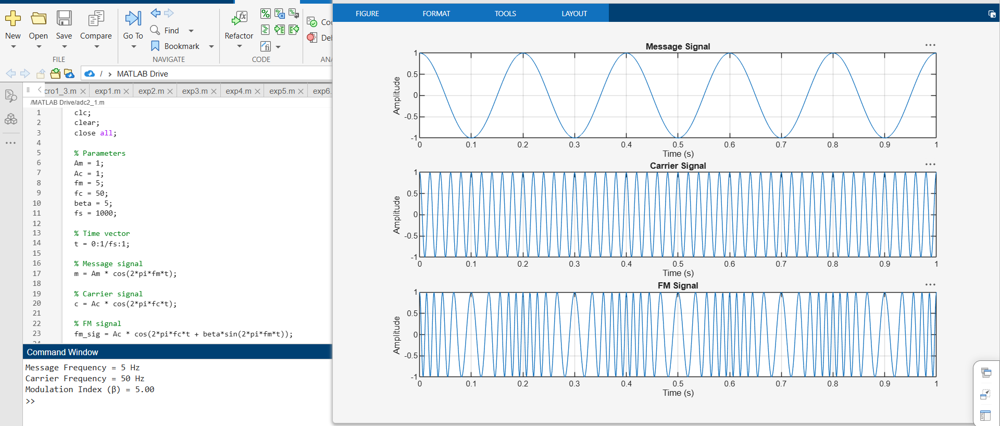 FIGURE FORMAT TOOLS LAYOUT
New Open Save Compare Go To Find Bookmark Refactor
FILE NAVIGATE CODE
/ › MATLAB Drive
cro1_3.m exp1.m exp2.m exp3.m exp4.m exp5.m exp6.
/MATLAB Drive/adc2_1.m
1 clc;
2 clear;
3 close all;
4
5 % Parameters
6 Am = 1;
7 Ac = 1;
8 fm = 5;
9 fc = 50;
10 beta = 5;
11 fs = 1000;
12
13 % Time vector
14 t = 0:1/fs:1;
15
16 % Message signal
17 m = Am * cos(2*pi*fm*t);
18
19 % Carrier signal
20 c = Ac * cos(2*pi*fc*t);
21
22 % FM signal
23 fm_sig = Ac * cos(2*pi*fc*t + beta*sin(2*pi*fm*t));
Command Window
Message Frequency = 5 Hz
Carrier Frequency = 50 Hz
Modulation Index (β) = 5.00
>>
Message Signal
Amplitude
1
0.5
0
-0.5
-1
0 0.1 0.2 0.3 0.4 0.5 0.6 0.7 0.8 0.9 1
Time (s)
Carrier Signal
Amplitude
1
0.5
0
-0.5
-1
0 0.1 0.2 0.3 0.4 0.5 0.6 0.7 0.8 0.9 1
Time (s)
FM Signal
Amplitude
1
0.5
0
-0.5
-1
0 0.1 0.2 0.3 0.4 0.5 0.6 0.7 0.8 0.9 1
Time (s)